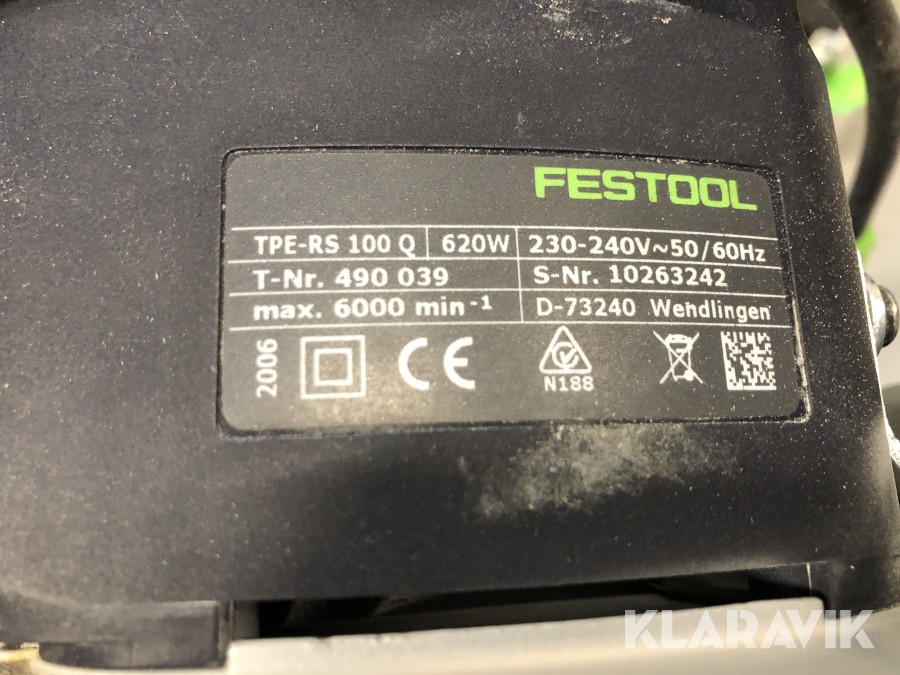 FESTOOL
TPE-RS 100 Q 620W 230-240V~50/60Hz
T-Nr. 490 039 S-Nr. 10263242
max. 6000 min⁻¹ D-73240 Wendlingen
2006 CE N188
KLARAVIK